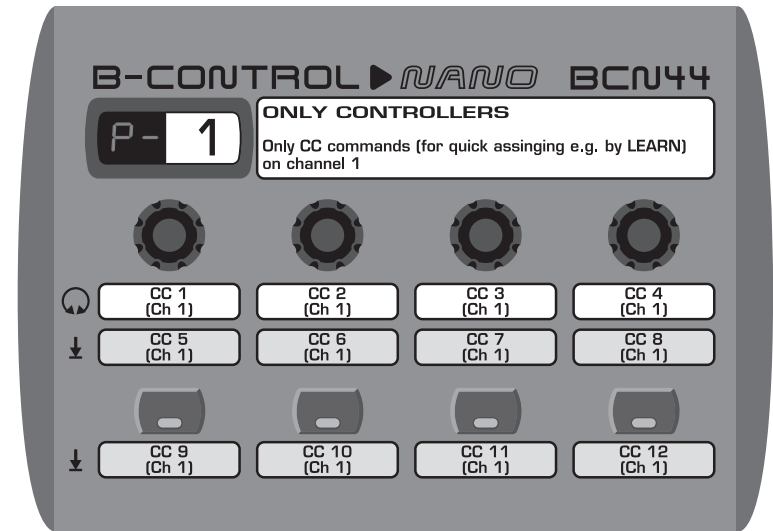 B-CONTROL NANO BCN44
P- 1
ONLY CONTROLLERS
Only CC commands (for quick assinging e.g. by LEARN)
on channel 1
CC 1 CC 2 CC 3 CC 4
(Ch 1) (Ch 1) (Ch 1) (Ch 1)
CC 5 CC 6 CC 7 CC 8
(Ch 1) (Ch 1) (Ch 1) (Ch 1)
CC 9 CC 10 CC 11 CC 12
(Ch 1) (Ch 1) (Ch 1) (Ch 1)